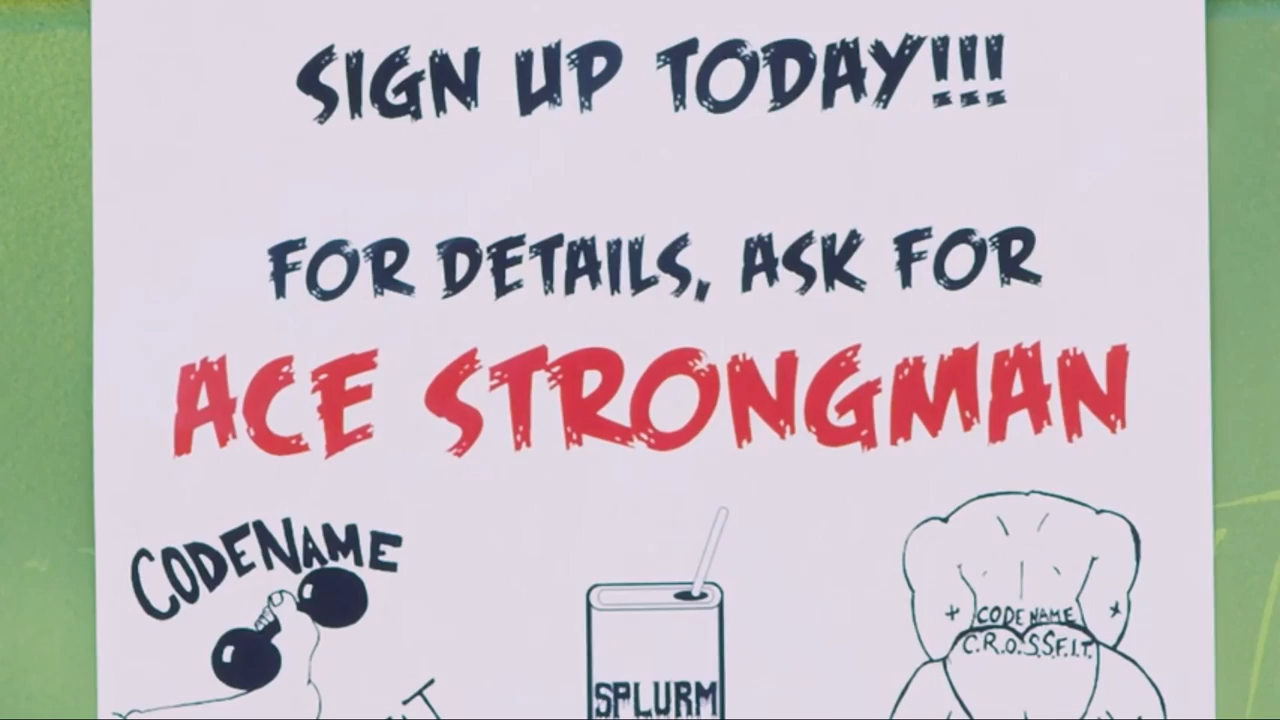 SIGN UP TODAY!!!
FOR DETAILS, ASK FOR
ACE STRONGMAN
CODENAME
SPLURM
CODE NAME
C.R.O.S.S.F.I.T.